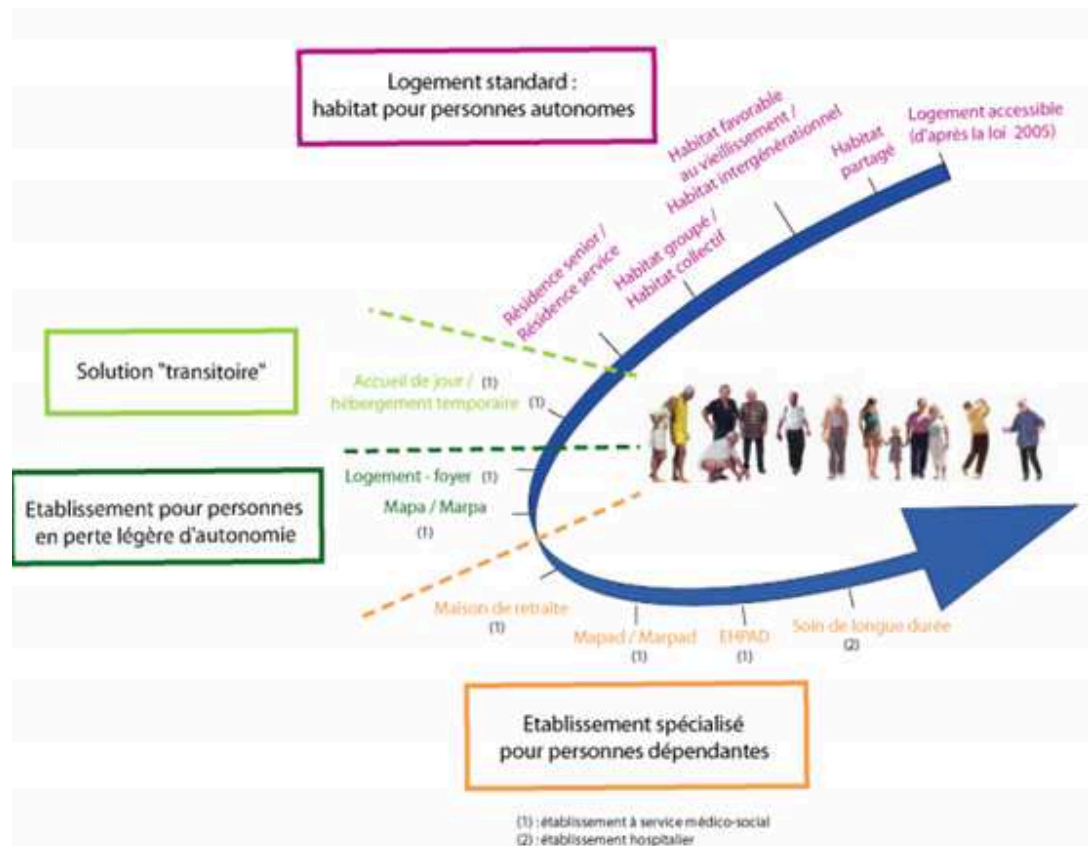 Logement standard :
habitat pour personnes autonomes
Logement accessible
(d'après la loi 2005)
Habitat
partagé
Habitat favorable
au vieillissement /
Habitat intergénérationnel
Habitat groupé /
Habitat collectif
Résidence senior /
Résidence service
Solution "transitoire"
Accueil de jour / (1)
hébergement temporaire (1)
Etablissement pour personnes
en perte légère d'autonomie
Logement - foyer (1)
Mapa / Marpa
(1)
Maison de retraite
(1)
Mapad / Marpad
(1)
EHPAD
(1)
Soin de longue durée
(2)
Etablissement spécialisé
pour personnes dépendantes
(1) : établissement à service médico-social
(2) : établissement hospitalier